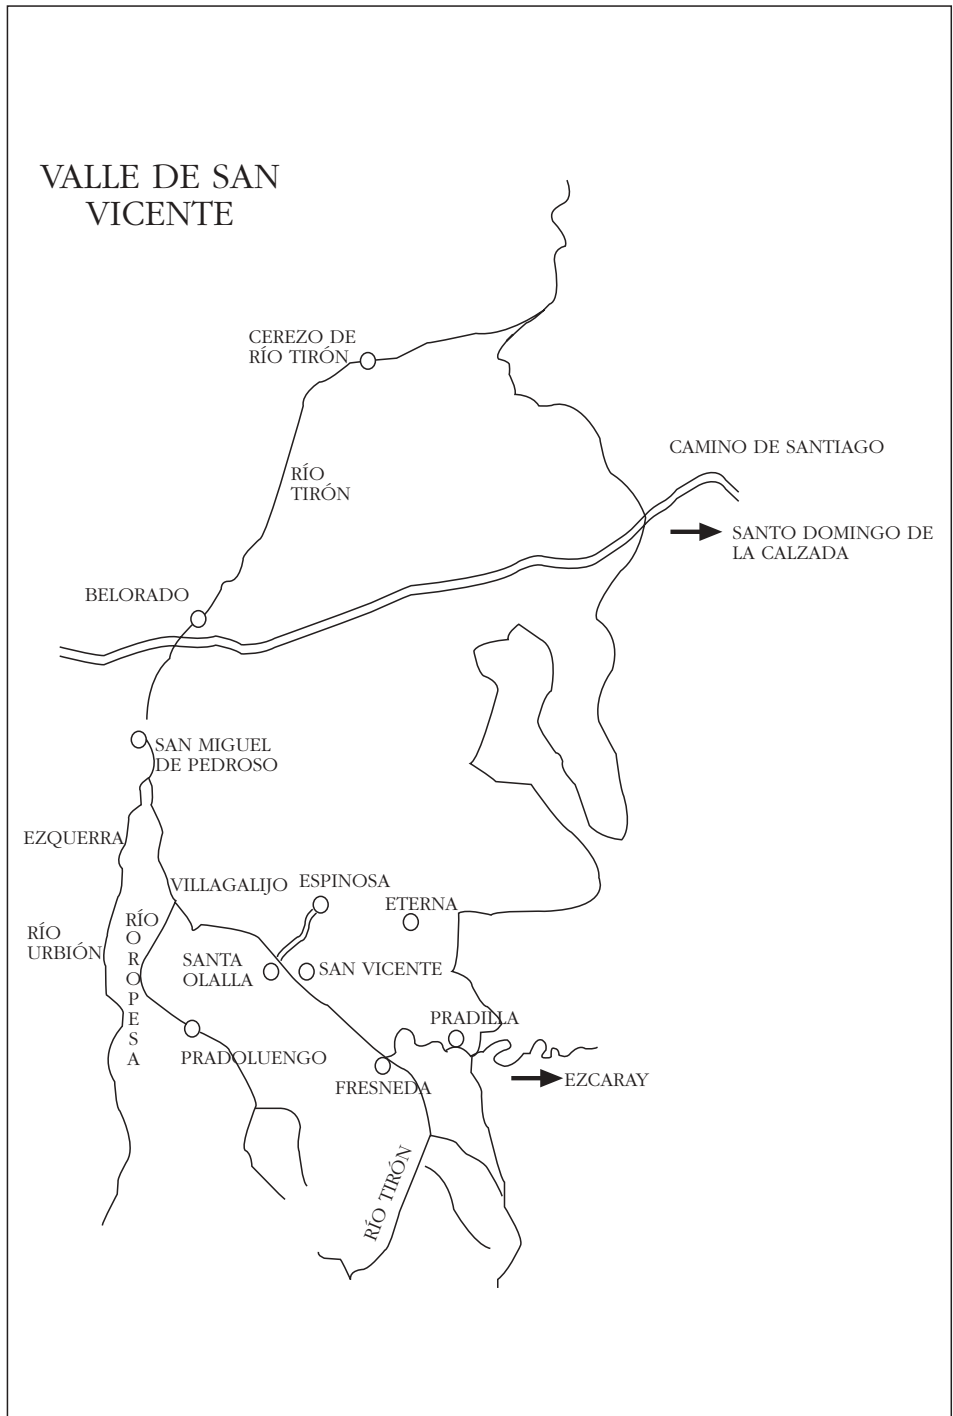 VALLE DE SAN
VICENTE
CEREZO DE
RÍO TIRÓN
CAMINO DE SANTIAGO
RÍO
TIRÓN
SANTO DOMINGO DE
LA CALZADA
BELORADO
SAN MIGUEL
DE PEDROSO
EZQUERRA
VILLAGALIJO
ESPINOSA
ETERNA
RÍO
OROPESA
RÍO
URBIÓN
SANTA
OLALLA
SAN VICENTE
PRADILLA
PRADOLUENGO
FRESNEDA
EZCARAY
RÍO TIRÓN